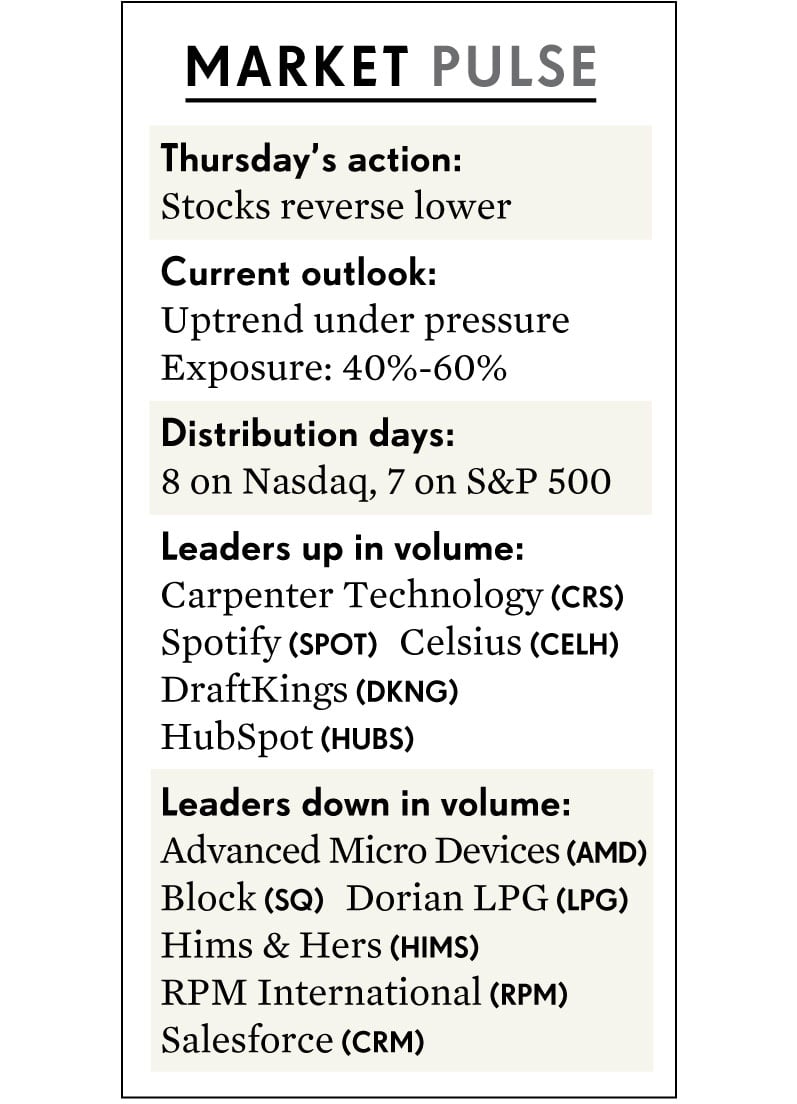 MARKET PULSE
Thursday’s action:
Stocks reverse lower
Current outlook:
Uptrend under pressure
Exposure: 40%-60%
Distribution days:
8 on Nasdaq, 7 on S&P 500
Leaders up in volume:
Carpenter Technology (CRS)
Spotify (SPOT) Celsius (CELH)
DraftKings (DKNG)
HubSpot (HUBS)
Leaders down in volume:
Advanced Micro Devices (AMD)
Block (SQ) Dorian LPG (LPG)
Hims & Hers (HIMS)
RPM International (RPM)
Salesforce (CRM)